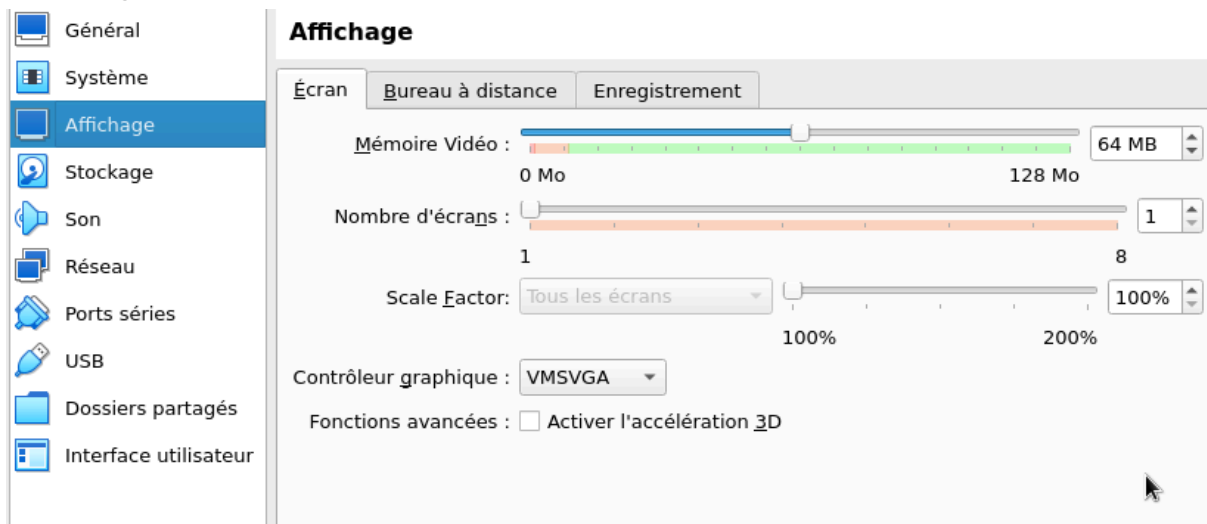 Général
Système
Affichage
Stockage
Son
Réseau
Ports séries
USB
Dossiers partagés
Interface utilisateur
Affichage
Écran Bureau à distance Enregistrement
Mémoire Vidéo : 64 MB
0 Mo 128 Mo
Nombre d'écrans : 1
1 8
Scale Factor: Tous les écrans 100%
100% 200%
Contrôleur graphique : VMSVGA
Fonctions avancées : Activer l'accélération 3D